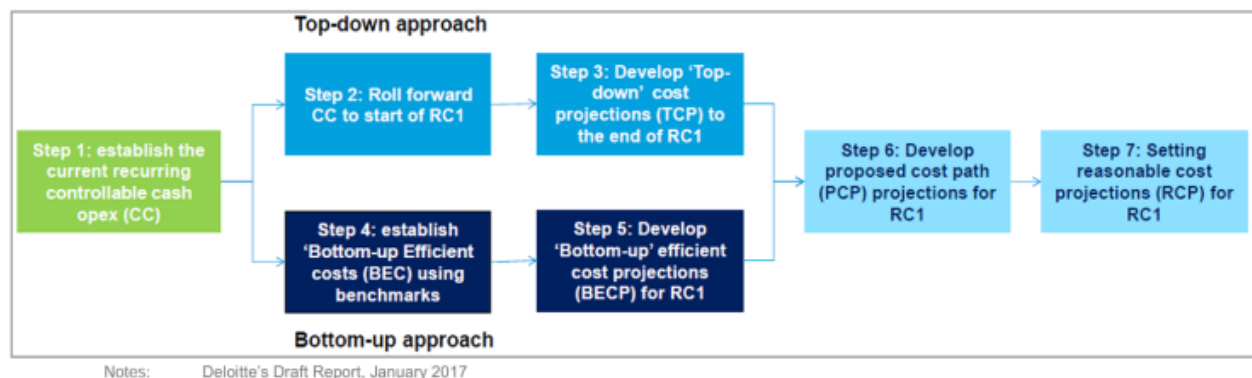 Top-down approach
Step 2: Roll forward
CC to start of RC1
Step 3: Develop ‘Top-
down’ cost
projections (TCP) to
the end of RC1
Step 1: establish the
current recurring
controllable cash
opex (CC)
Step 6: Develop
proposed cost path
(PCP) projections for
RC1
Step 7: Setting
reasonable cost
projections (RCP) for
RC1
Step 4: establish
‘Bottom-up Efficient
costs (BEC) using
benchmarks
Step 5: Develop
‘Bottom-up’ efficient
cost projections
(BECP) for RC1
Bottom-up approach
Notes: Deloitte’s Draft Report, January 2017